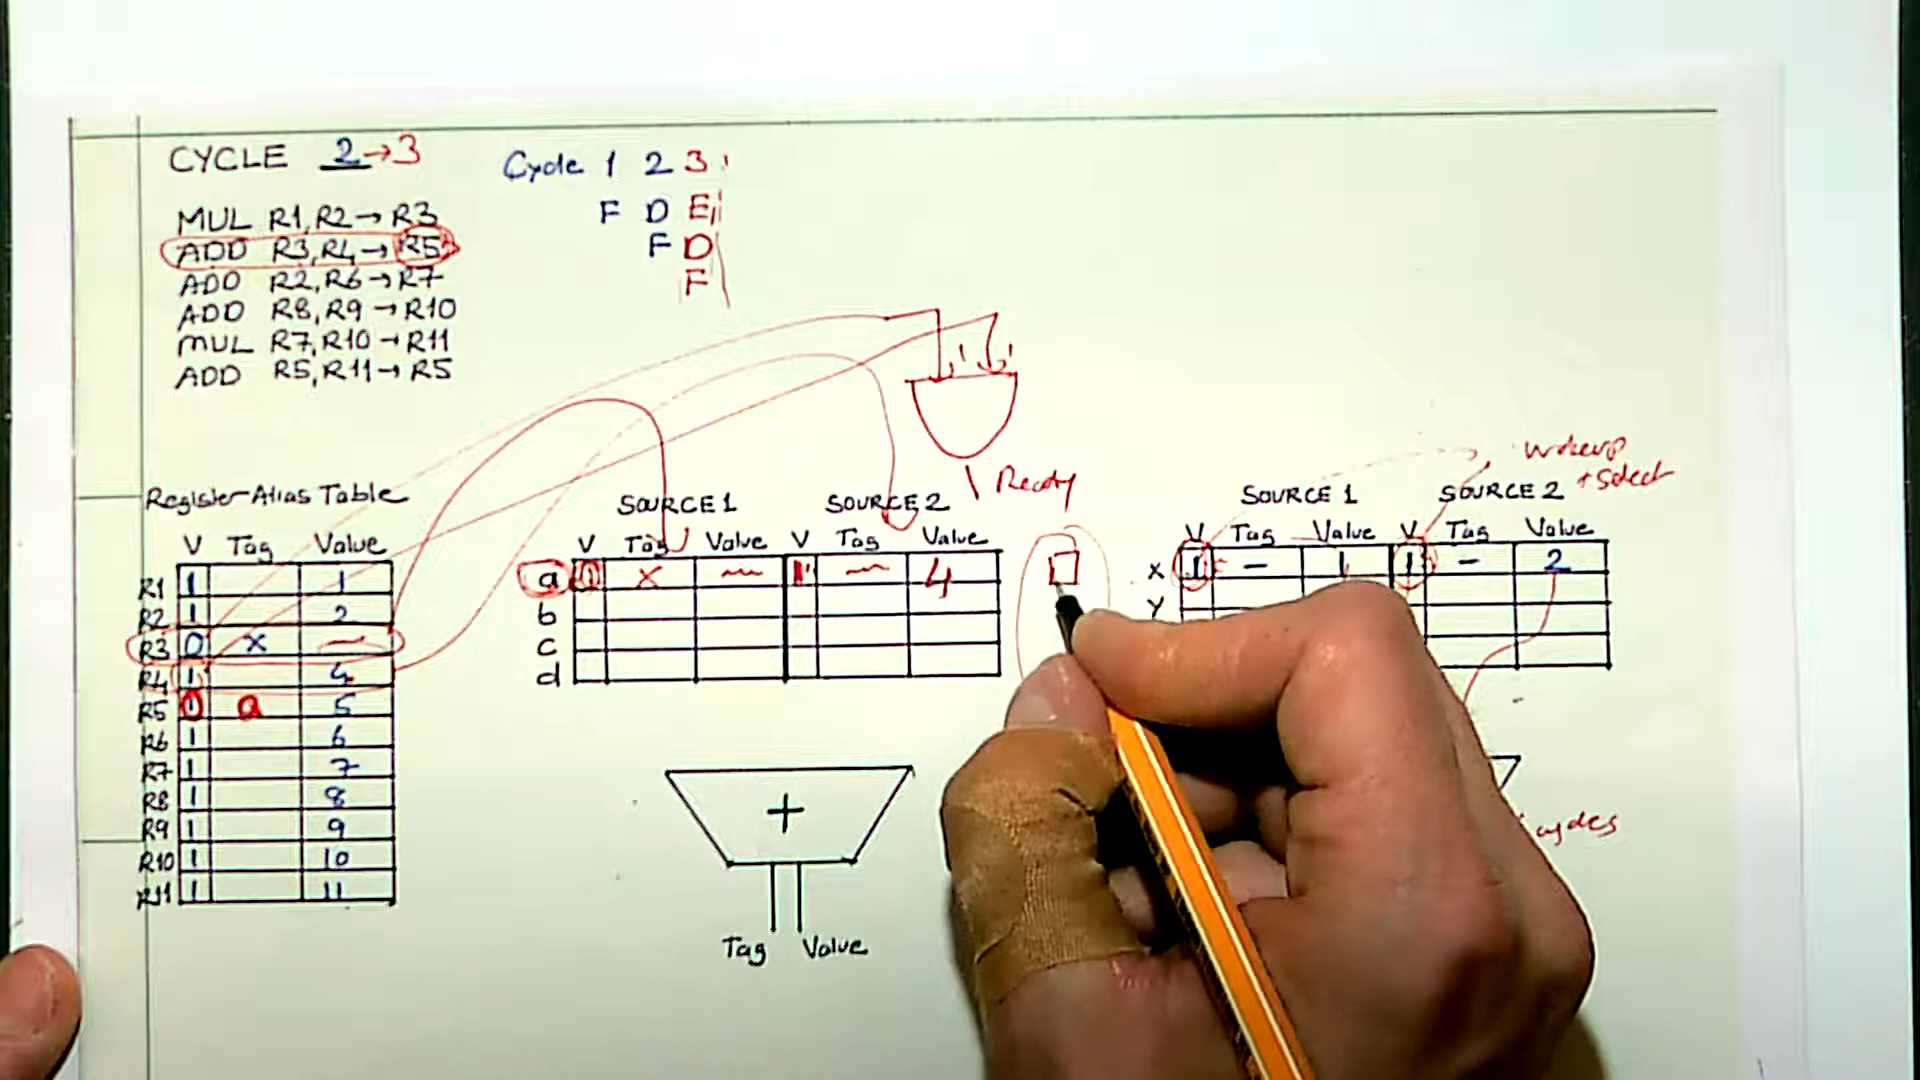 CYCLE 2→3
MUL R1, R2 → R3
ADD R3, R4 → R5
ADD R2, R6 → R7
ADD R8, R9 → R10
MUL R7, R10 → R11
ADD R5, R11 → R5
Cycle 1 2 3
F D E1
F D
F
Ready
Wakeup
+ Select
Register Alias Table
V Tag Value
R1 1 1
R2 1 2
R3 0 X —
R4 1 4
R5 0 a 5
R6 1 6
R7 1 7
R8 1 8
R9 1 9
R10 1 10
R11 1 11
SOURCE 1 SOURCE 2
V Tag Value V Tag Value
a 0 X ~ 1 ~ 4
b
c
d
+
Tag Value
SOURCE 1 SOURCE 2
V Tag Value V Tag Value
X 1 - 1 1 - 2
Y
cycles